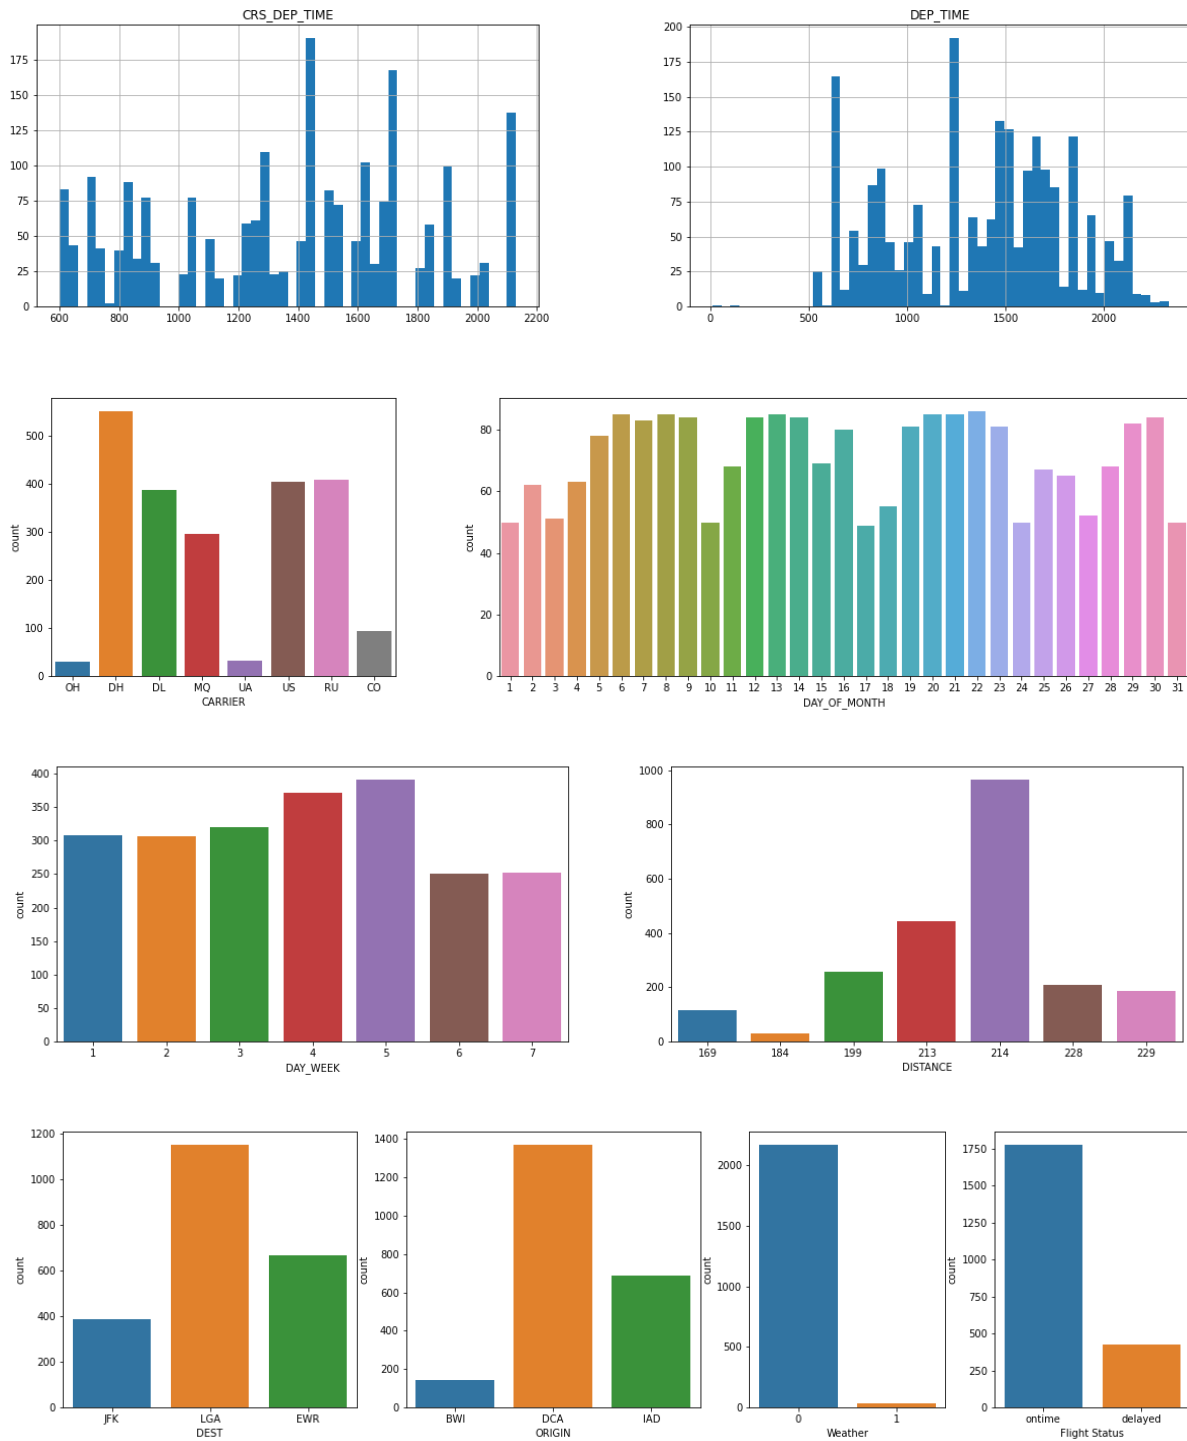 CRS_DEP_TIME
175
150
125
100
75
50
25
0
600 800 1000 1200 1400 1600 1800 2000 2200
DEP_TIME
200
175
150
125
100
75
50
25
0
0 500 1000 1500 2000
500
400
300
200
100
0
count
OH DH DL MQ UA US RU CO
CARRIER
80
60
40
20
0
count
1 2 3 4 5 6 7 8 9 10 11 12 13 14 15 16 17 18 19 20 21 22 23 24 25 26 27 28 29 30 31
DAY_OF_MONTH
400
350
300
250
200
150
100
50
0
count
1 2 3 4 5 6 7
DAY_WEEK
1000
800
600
400
200
0
count
169 184 199 213 214 228 229
DISTANCE
1200
1000
800
600
400
200
0
count
JFK LGA EWR
DEST
1400
1200
1000
800
600
400
200
0
count
BWI DCA IAD
ORIGIN
2000
1500
1000
500
0
count
0 1
Weather
1750
1500
1250
1000
750
500
250
0
count
ontime delayed
Flight Status